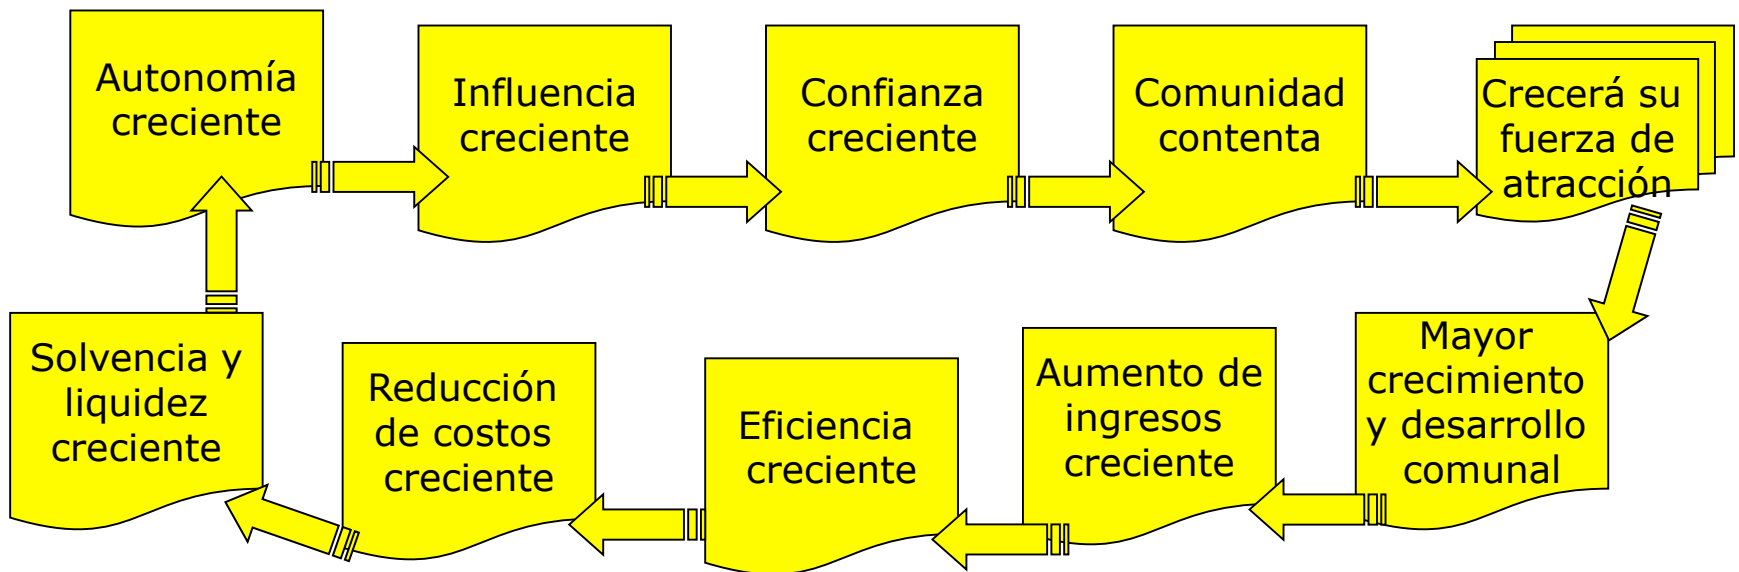 Autonomía
creciente
Influencia
creciente
Confianza
creciente
Comunidad
contenta
Crecerá su
fuerza de
atracción
Mayor
crecimiento
y desarrollo
comunal
Aumento de
ingresos
creciente
Eficiencia
creciente
Reducción
de costos
creciente
Solvencia y
liquidez
creciente